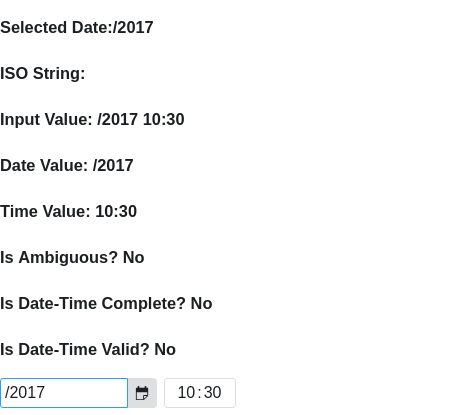 Selected Date:/2017
ISO String:
Input Value: /2017 10:30
Date Value: /2017
Time Value: 10:30
Is Ambiguous? No
Is Date-Time Complete? No
Is Date-Time Valid? No
/2017 10:30